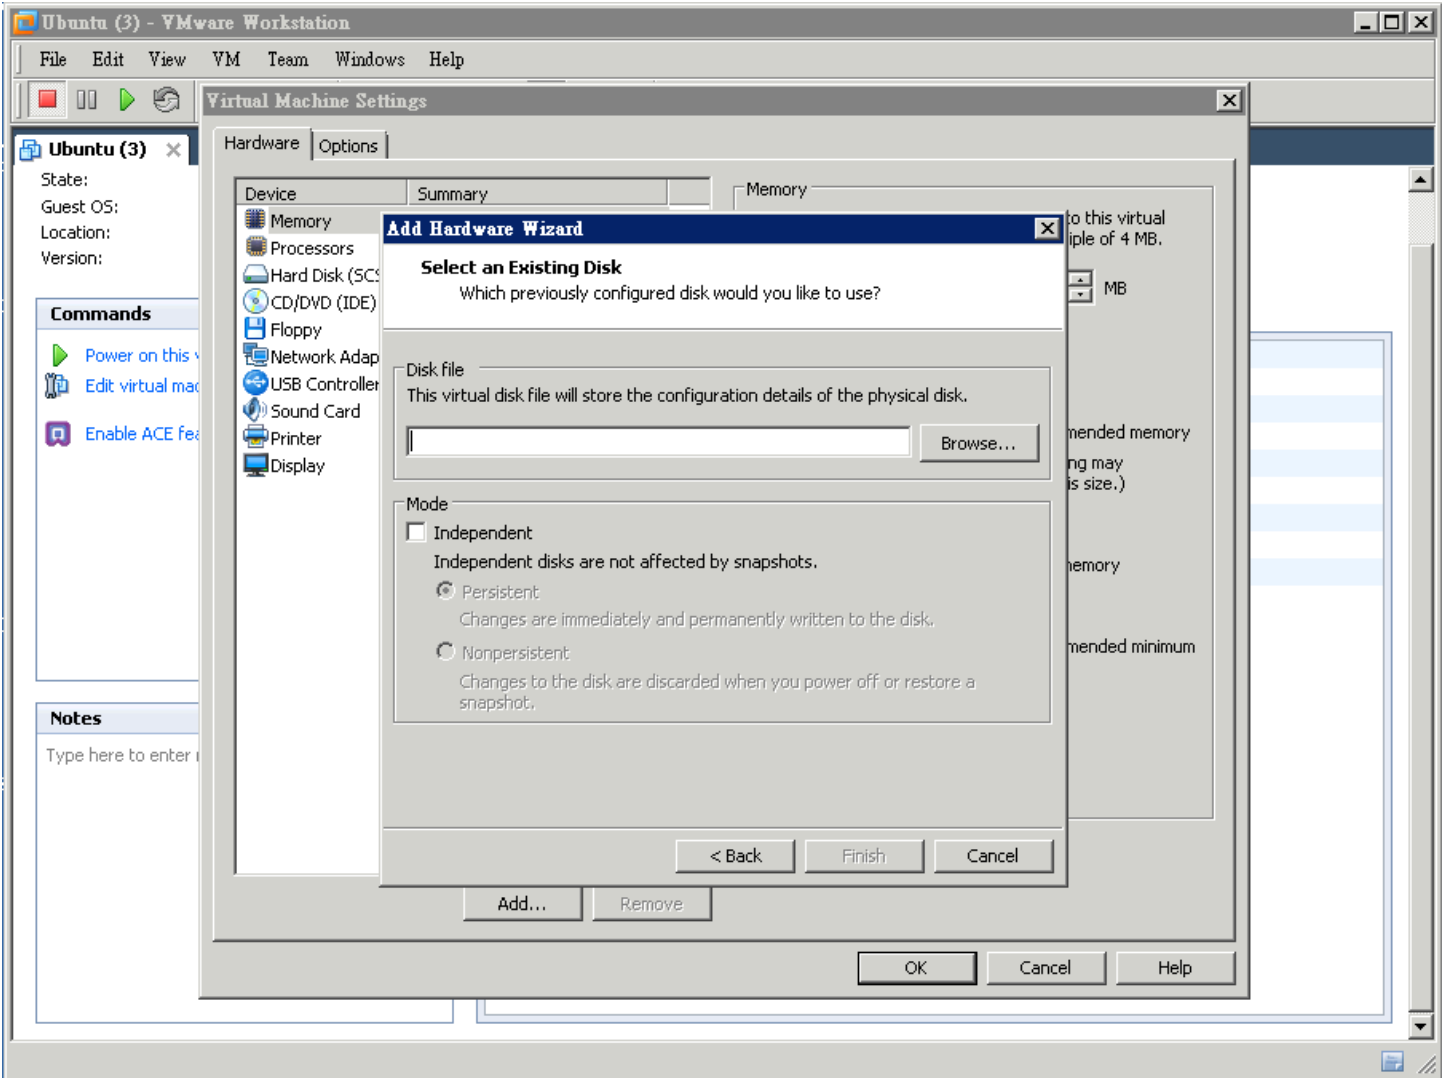 Ubuntu (3) - VMware Workstation
File Edit View VM Team Windows Help
Virtual Machine Settings
Ubuntu (3)
Hardware Options
State:
Guest OS:
Location:
Version:
Device Summary
Memory
Processors
Hard Disk (SCS
CD/DVD (IDE)
Floppy
Network Adap
USB Controller
Sound Card
Printer
Display
Memory
to this virtual
iple of 4 MB.
MB
mended memory
ng may
is size.)
emory
mended minimum
Commands
Power on this v
Edit virtual mac
Enable ACE fea
Notes
Type here to enter
Add Hardware Wizard
Select an Existing Disk
Which previously configured disk would you like to use?
Disk file
This virtual disk file will store the configuration details of the physical disk.
Browse...
Mode
Independent
Independent disks are not affected by snapshots.
Persistent
Changes are immediately and permanently written to the disk.
Nonpersistent
Changes to the disk are discarded when you power off or restore a
snapshot.
< Back Finish Cancel
Add... Remove
OK Cancel Help